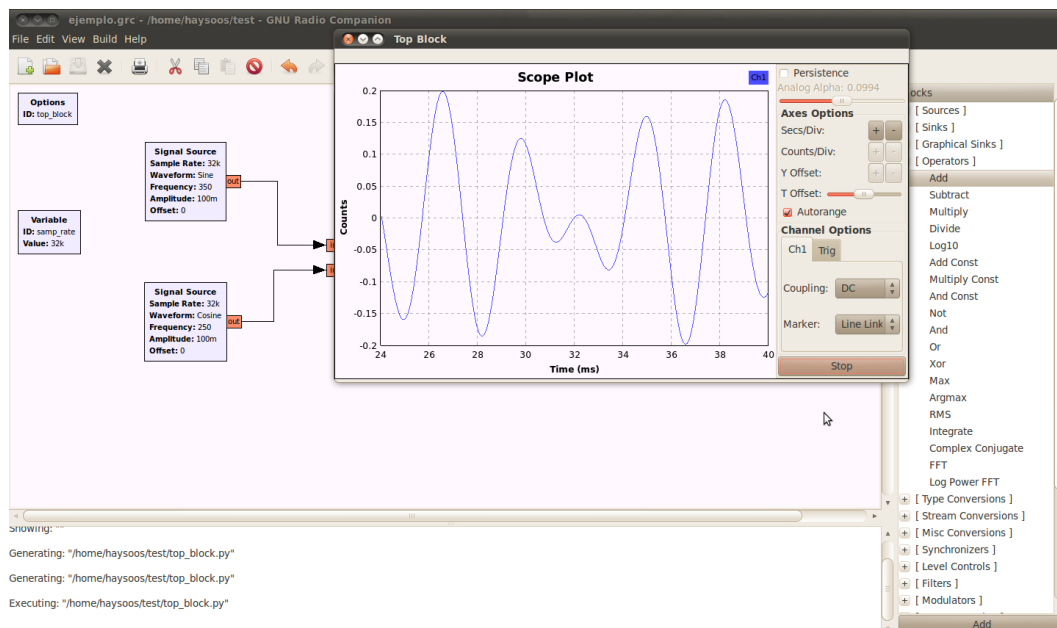 ejemplo.grc - /home/haysoos/test - GNU Radio Companion
File Edit View Build Help
Options
ID: top_block
Variable
ID: samp_rate
Value: 32k
Signal Source
Sample Rate: 32k
Waveform: Sine
Frequency: 350
Amplitude: 100m
Offset: 0
out
Signal Source
Sample Rate: 32k
Waveform: Cosine
Frequency: 250
Amplitude: 100m
Offset: 0
out
Top Block
Scope Plot
Ch1
Counts
0.2
0.15
0.1
0.05
0
-0.05
-0.1
-0.15
-0.2
24 26 28 30 32 34 36 38 40
Time (ms)
Persistence
Analog Alpha: 0.0994
Axes Options
Secs/Div: + -
Counts/Div: + -
Y Offset: + -
T Offset:
Autorange
Channel Options
Ch1 Trig
Coupling: DC
Marker: Line Link
Stop
ocks
[ Sources ]
[ Sinks ]
[ Graphical Sinks ]
[ Operators ]
Add
Subtract
Multiply
Divide
Log10
Add Const
Multiply Const
And Const
Not
And
Or
Xor
Max
Argmax
RMS
Integrate
Complex Conjugate
FFT
Log Power FFT
[ Type Conversions ]
[ Stream Conversions ]
[ Misc Conversions ]
[ Synchronizers ]
[ Level Controls ]
[ Filters ]
[ Modulators ]
Add
Showing: ""
Generating: "/home/haysoos/test/top_block.py"
Generating: "/home/haysoos/test/top_block.py"
Executing: "/home/haysoos/test/top_block.py"